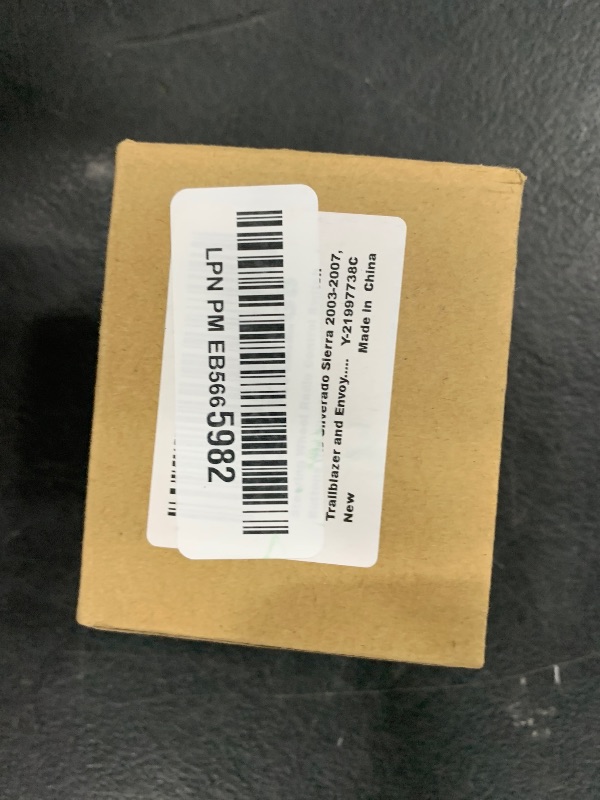 LPN PM EB5665982
Silverado Sierra 2003-2007,
Trailblazer and Envoy..... Y-21997738C
New
Made In China